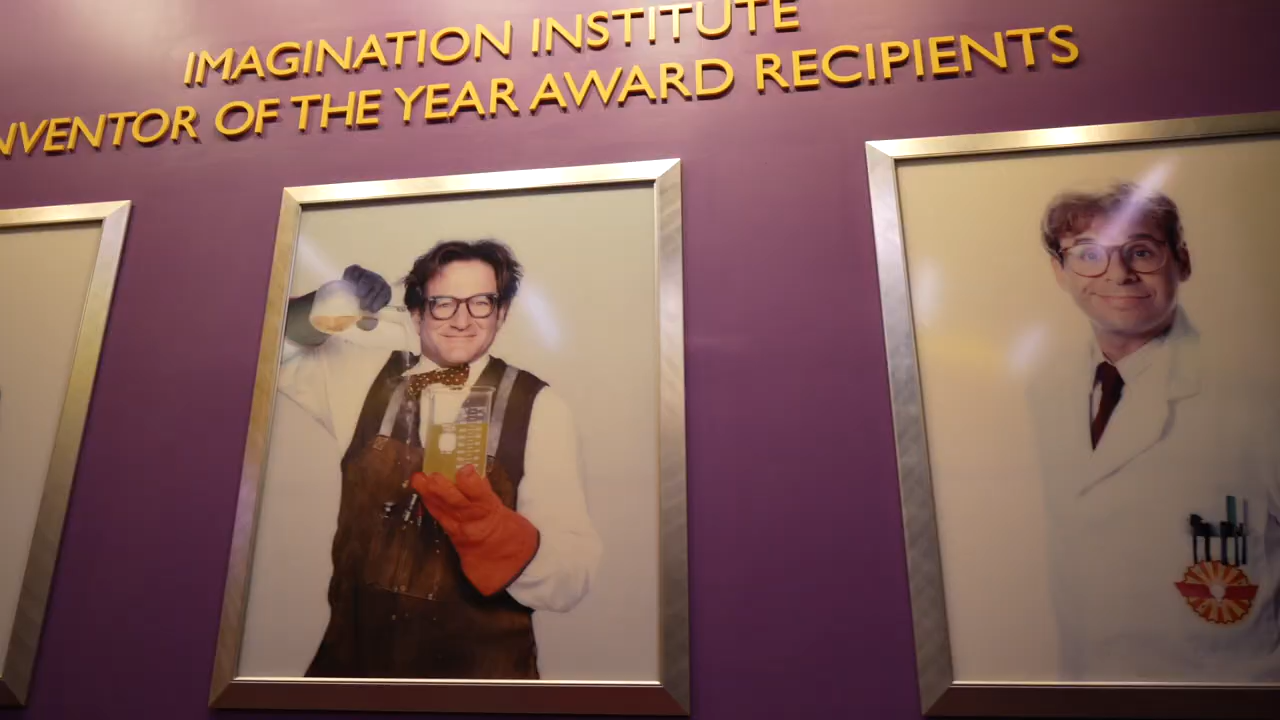 IMAGINATION INSTITUTE
NVENTOR OF THE YEAR AWARD RECIPIENTS